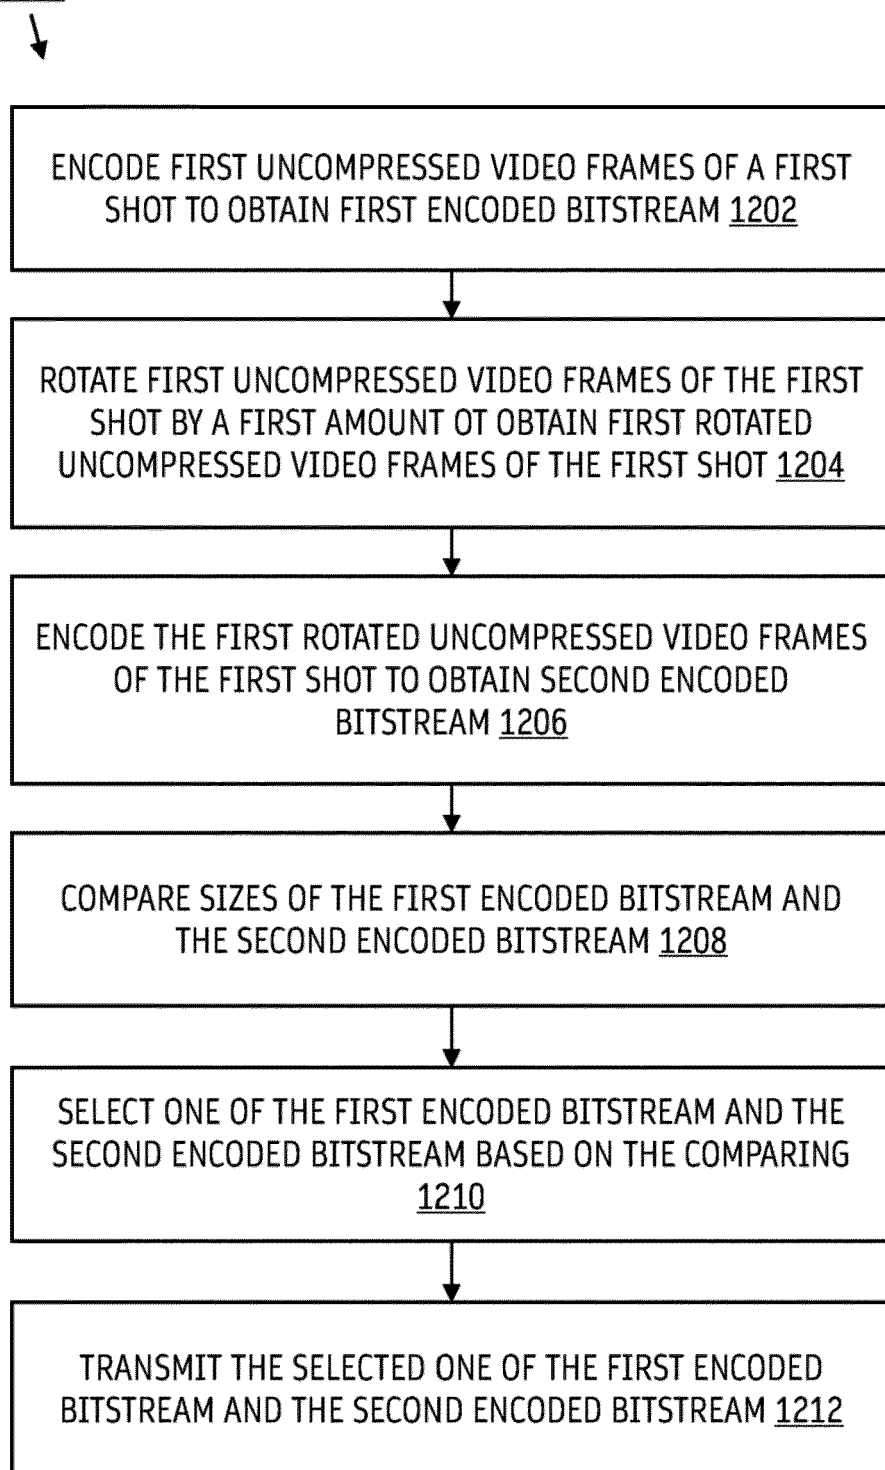 ENCODE FIRST UNCOMPRESSED VIDEO FRAMES OF A FIRST
SHOT TO OBTAIN FIRST ENCODED BITSTREAM 1202
ROTATE FIRST UNCOMPRESSED VIDEO FRAMES OF THE FIRST
SHOT BY A FIRST AMOUNT OT OBTAIN FIRST ROTATED
UNCOMPRESSED VIDEO FRAMES OF THE FIRST SHOT 1204
ENCODE THE FIRST ROTATED UNCOMPRESSED VIDEO FRAMES
OF THE FIRST SHOT TO OBTAIN SECOND ENCODED
BITSTREAM 1206
COMPARE SIZES OF THE FIRST ENCODED BITSTREAM AND
THE SECOND ENCODED BITSTREAM 1208
SELECT ONE OF THE FIRST ENCODED BITSTREAM AND THE
SECOND ENCODED BITSTREAM BASED ON THE COMPARING
1210
TRANSMIT THE SELECTED ONE OF THE FIRST ENCODED
BITSTREAM AND THE SECOND ENCODED BITSTREAM 1212